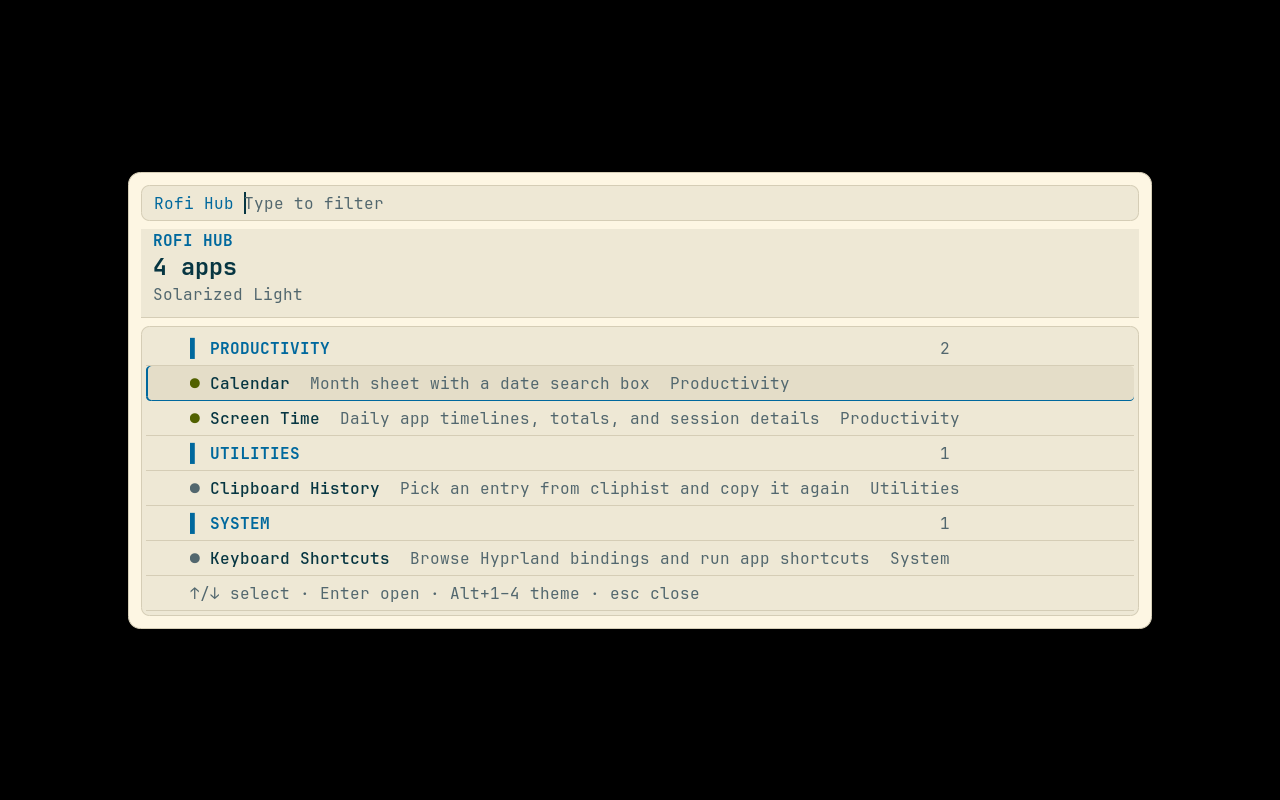 Rofi Hub Type to filter
ROFI HUB
4 apps
Solarized Light
PRODUCTIVITY 2
● Calendar Month sheet with a date search box Productivity
● Screen Time Daily app timelines, totals, and session details Productivity
UTILITIES 1
● Clipboard History Pick an entry from cliphist and copy it again Utilities
SYSTEM 1
● Keyboard Shortcuts Browse Hyprland bindings and run app shortcuts System
↑/↓ select · Enter open · Alt+1–4 theme · esc close